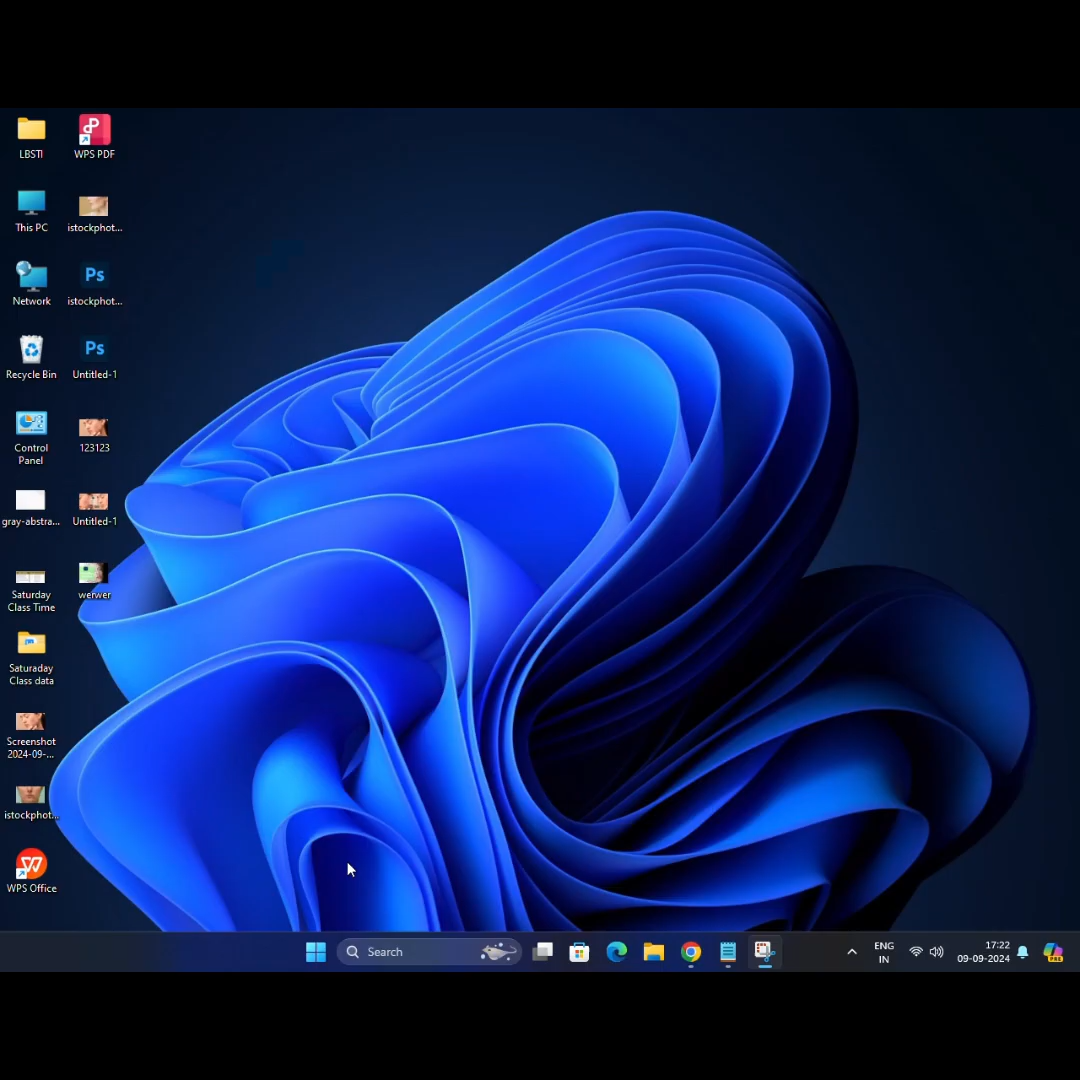 LBSTI
WPS PDF
This PC
istockphot...
Network
Ps
istockphot...
Recycle Bin
Ps
Untitled-1
Control
Panel
123123
gray-abstra...
Untitled-1
Saturday
Class Time
werwer
Saturaday
Class data
Screenshot
2024-09-...
istockphot...
WPS Office
Search
ENG
IN
17:22
09-09-2024
PRE